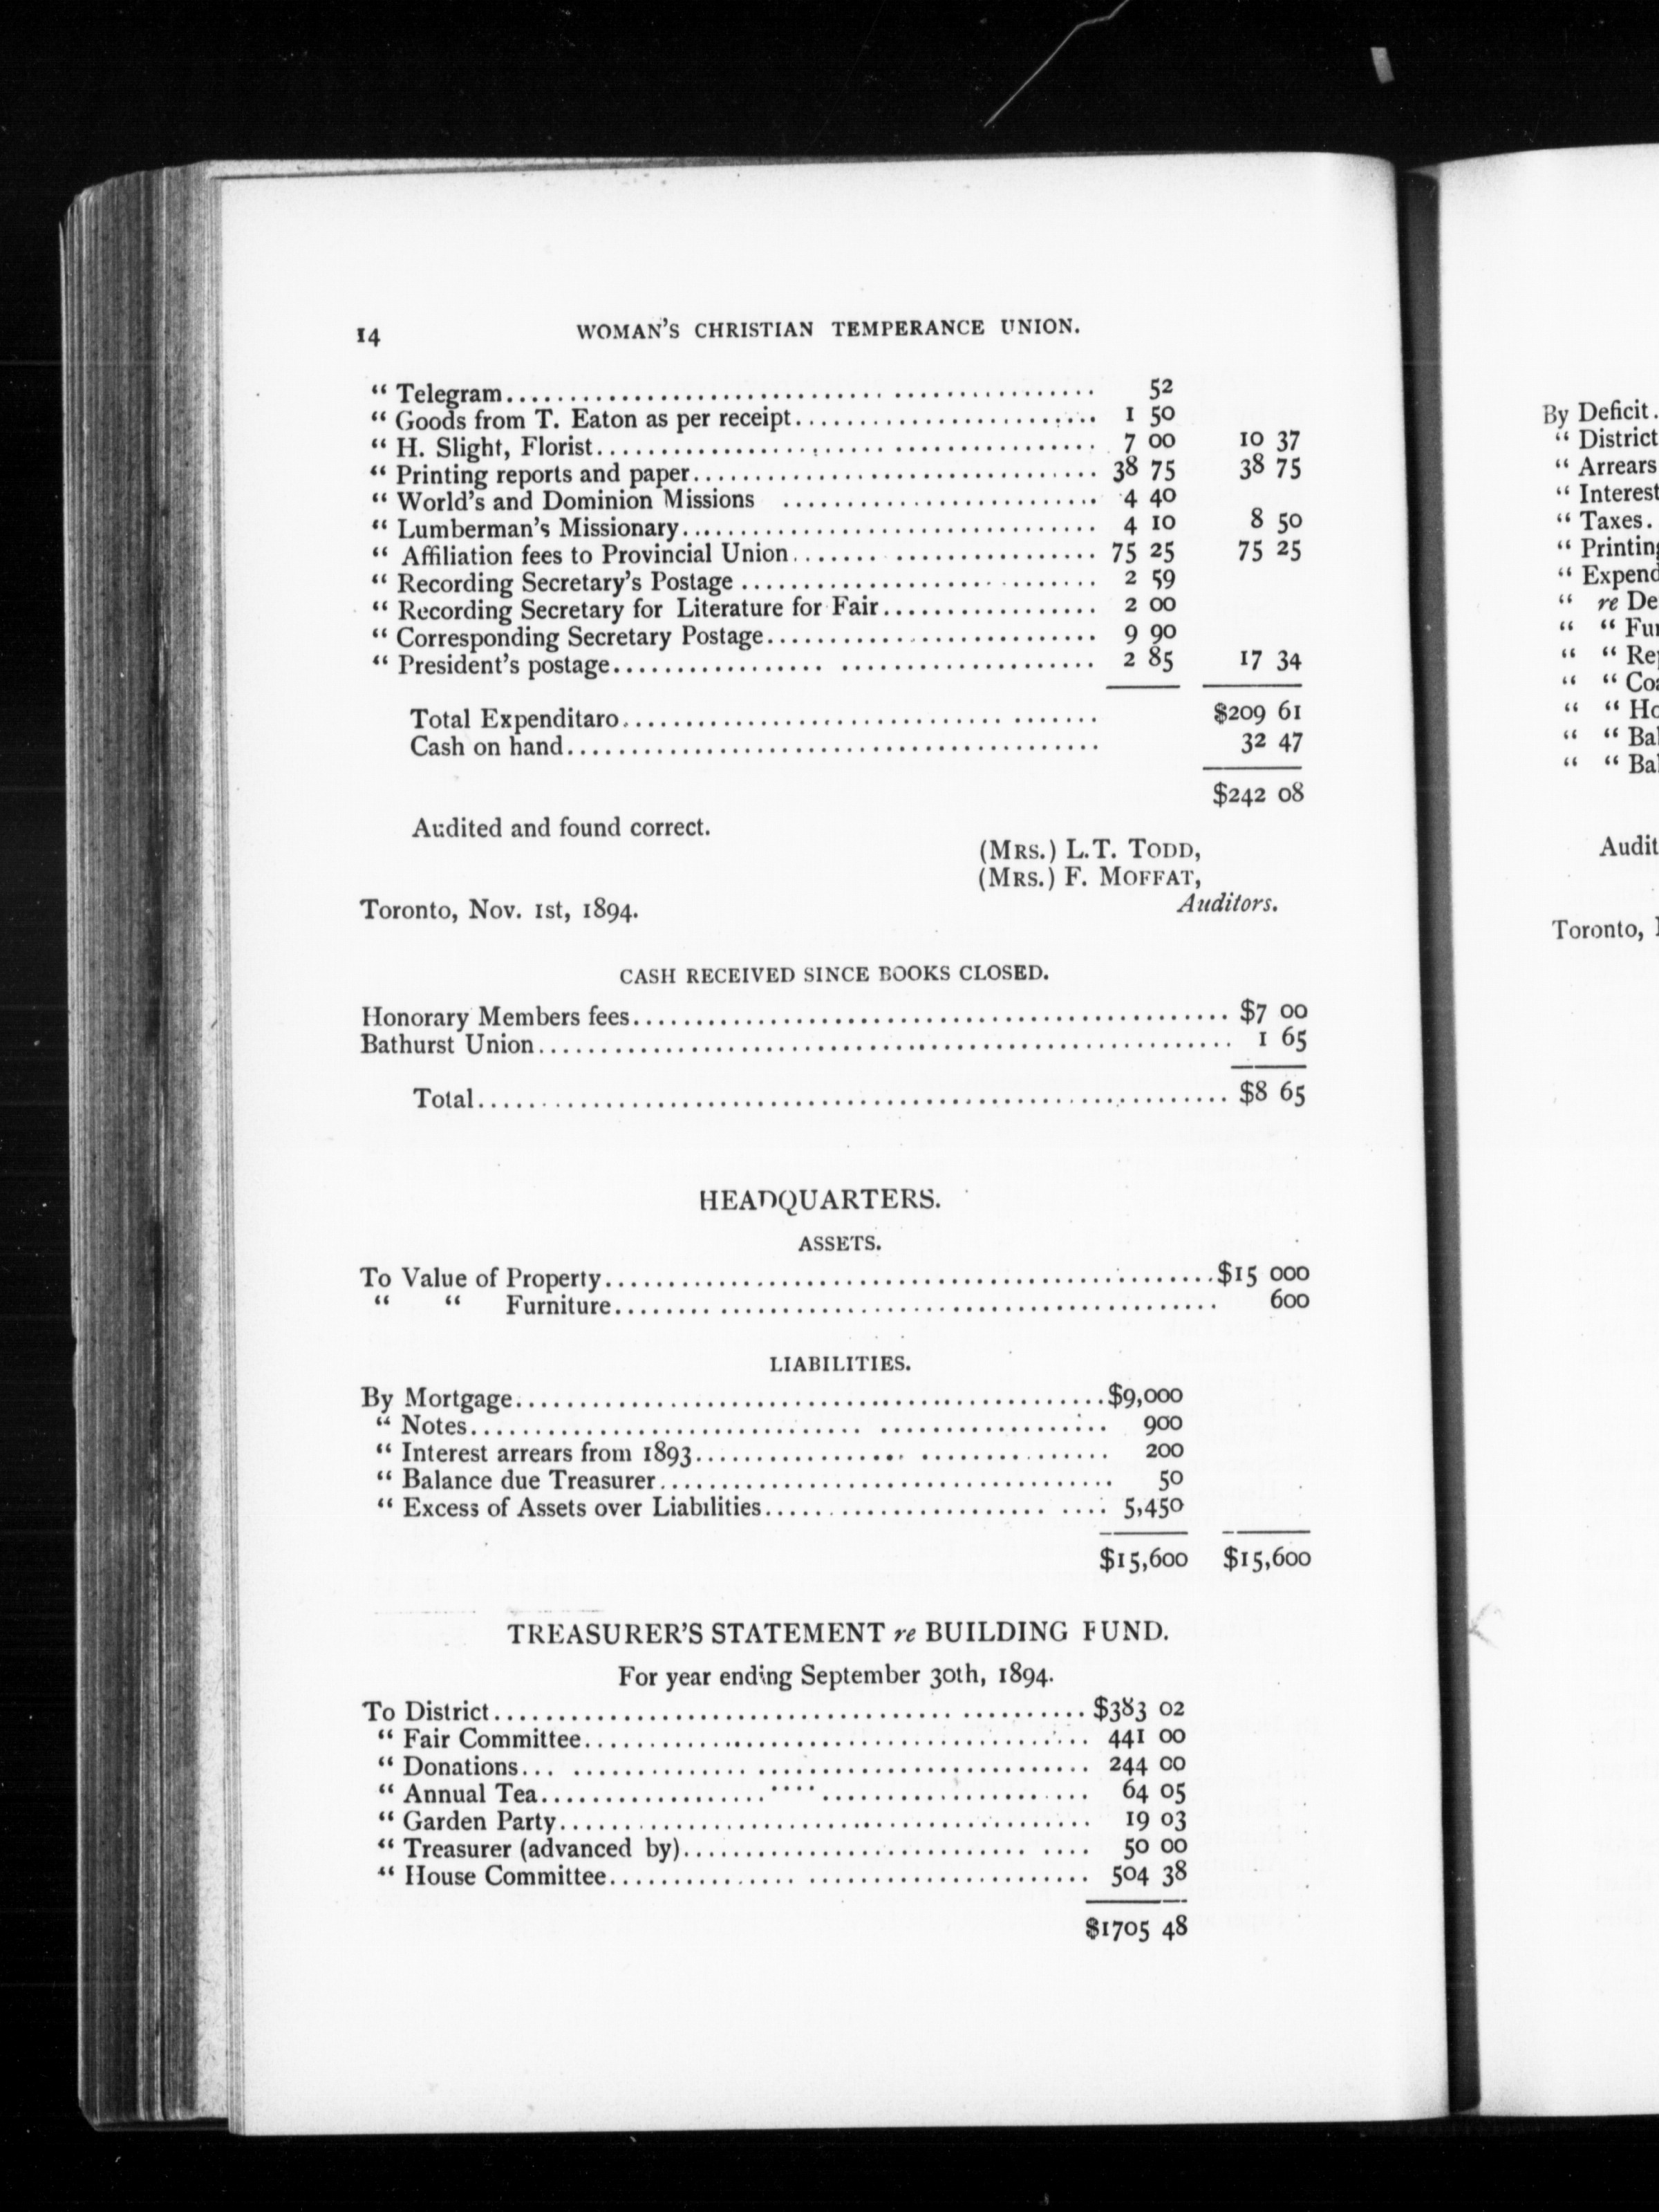 14 WOMAN'S CHRISTIAN TEMPERANCE UNION.
" Telegram.......... 52
" Goods from T. Eaton as per receipt.......... 1 50
" H. Slight, Florist.......... 7 00 10 37
" Printing reports and paper.......... 38 75 38 75
" World's and Dominion Missions .......... 4 40
" Lumberman's Missionary.......... 4 10 8 50
" Affiliation fees to Provincial Union.......... 75 25 75 25
" Recording Secretary's Postage .......... 2 59
" Recording Secretary for Literature for Fair.......... 2 00
" Corresponding Secretary Postage.......... 9 90
" President's postage.......... 2 85 17 34
Total Expenditaro.......... $209 61
Cash on hand.......... 32 47
$242 08
Audited and found correct.
(MRS.) L.T. TODD,
(MRS.) F. MOFFAT,
Auditors.
Toronto, Nov. 1st, 1894.
CASH RECEIVED SINCE BOOKS CLOSED.
Honorary Members fees.......... $7 00
Bathurst Union.......... 1 65
Total.......... $8 65
HEADQUARTERS.
ASSETS.
To Value of Property..........$15 000
" " Furniture.......... 600
LIABILITIES.
By Mortgage..........$9,000
" Notes.......... 900
" Interest arrears from 1893.......... 200
" Balance due Treasurer.......... 50
" Excess of Assets over Liabilities.......... 5,450
$15,600 $15,600
TREASURER'S STATEMENT re BUILDING FUND.
For year ending September 30th, 1894.
To District.......... $383 02
" Fair Committee.......... 441 00
" Donations.......... 244 00
" Annual Tea.......... 64 05
" Garden Party.......... 19 03
" Treasurer (advanced by).......... 50 00
" House Committee.......... 504 38
$1705 48
By Deficit.
" District
" Arrears
" Interest
" Taxes.
" Printing
" Expend
" re De
" " Fur
" " Rep
" " Coa
" " Ho
" " Bal
" " Bal
Audit
Toronto,